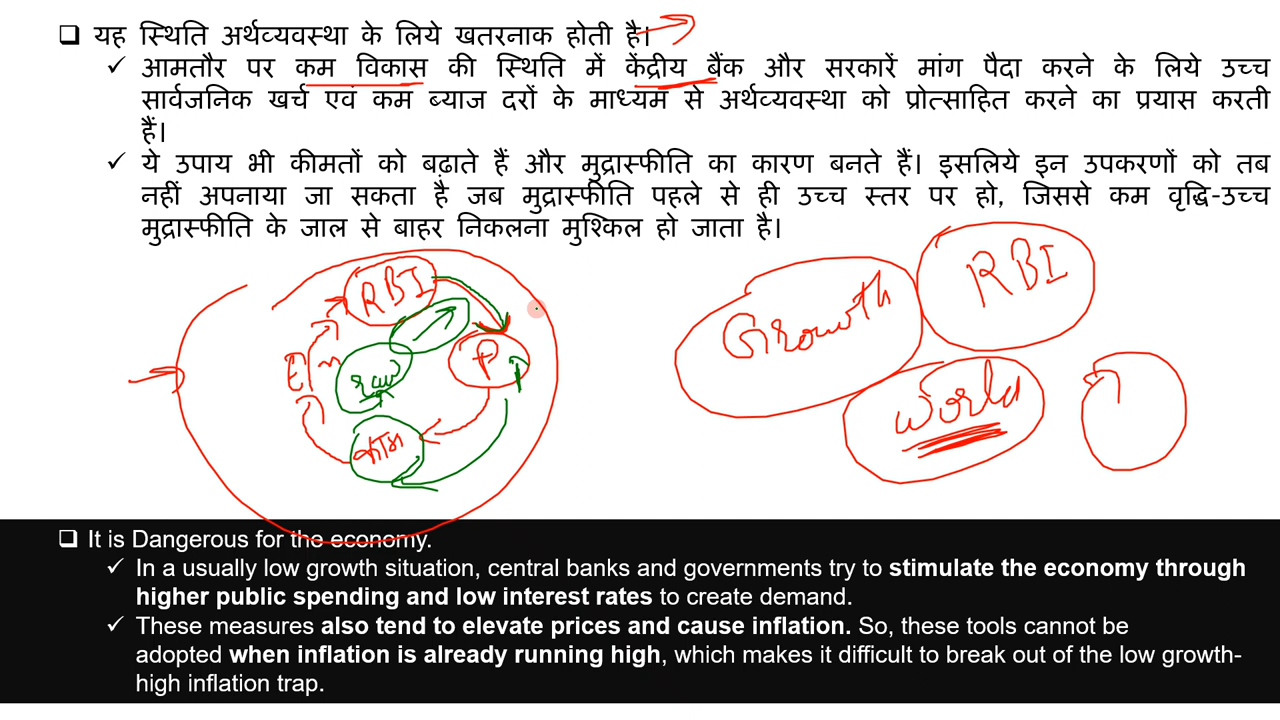 यह स्थिति अर्थव्यवस्था के लिये खतरनाक होती है।
आमतौर पर कम विकास की स्थिति में केंद्रीय बैंक और सरकारें मांग पैदा करने के लिये उच्च
सार्वजनिक खर्च एवं कम ब्याज दरों के माध्यम से अर्थव्यवस्था को प्रोत्साहित करने का प्रयास करती
हैं।
ये उपाय भी कीमतों को बढ़ाते हैं और मुद्रास्फीति का कारण बनते हैं। इसलिये इन उपकरणों को तब
नहीं अपनाया जा सकता है जब मुद्रास्फीति पहले से ही उच्च स्तर पर हो, जिससे कम वृद्धि-उच्च
मुद्रास्फीति के जाल से बाहर निकलना मुश्किल हो जाता है।
RBI
P
Growth
RBI
World
It is Dangerous for the economy.
In a usually low growth situation, central banks and governments try to stimulate the economy through
higher public spending and low interest rates to create demand.
These measures also tend to elevate prices and cause inflation. So, these tools cannot be
adopted when inflation is already running high, which makes it difficult to break out of the low growth-
high inflation trap.